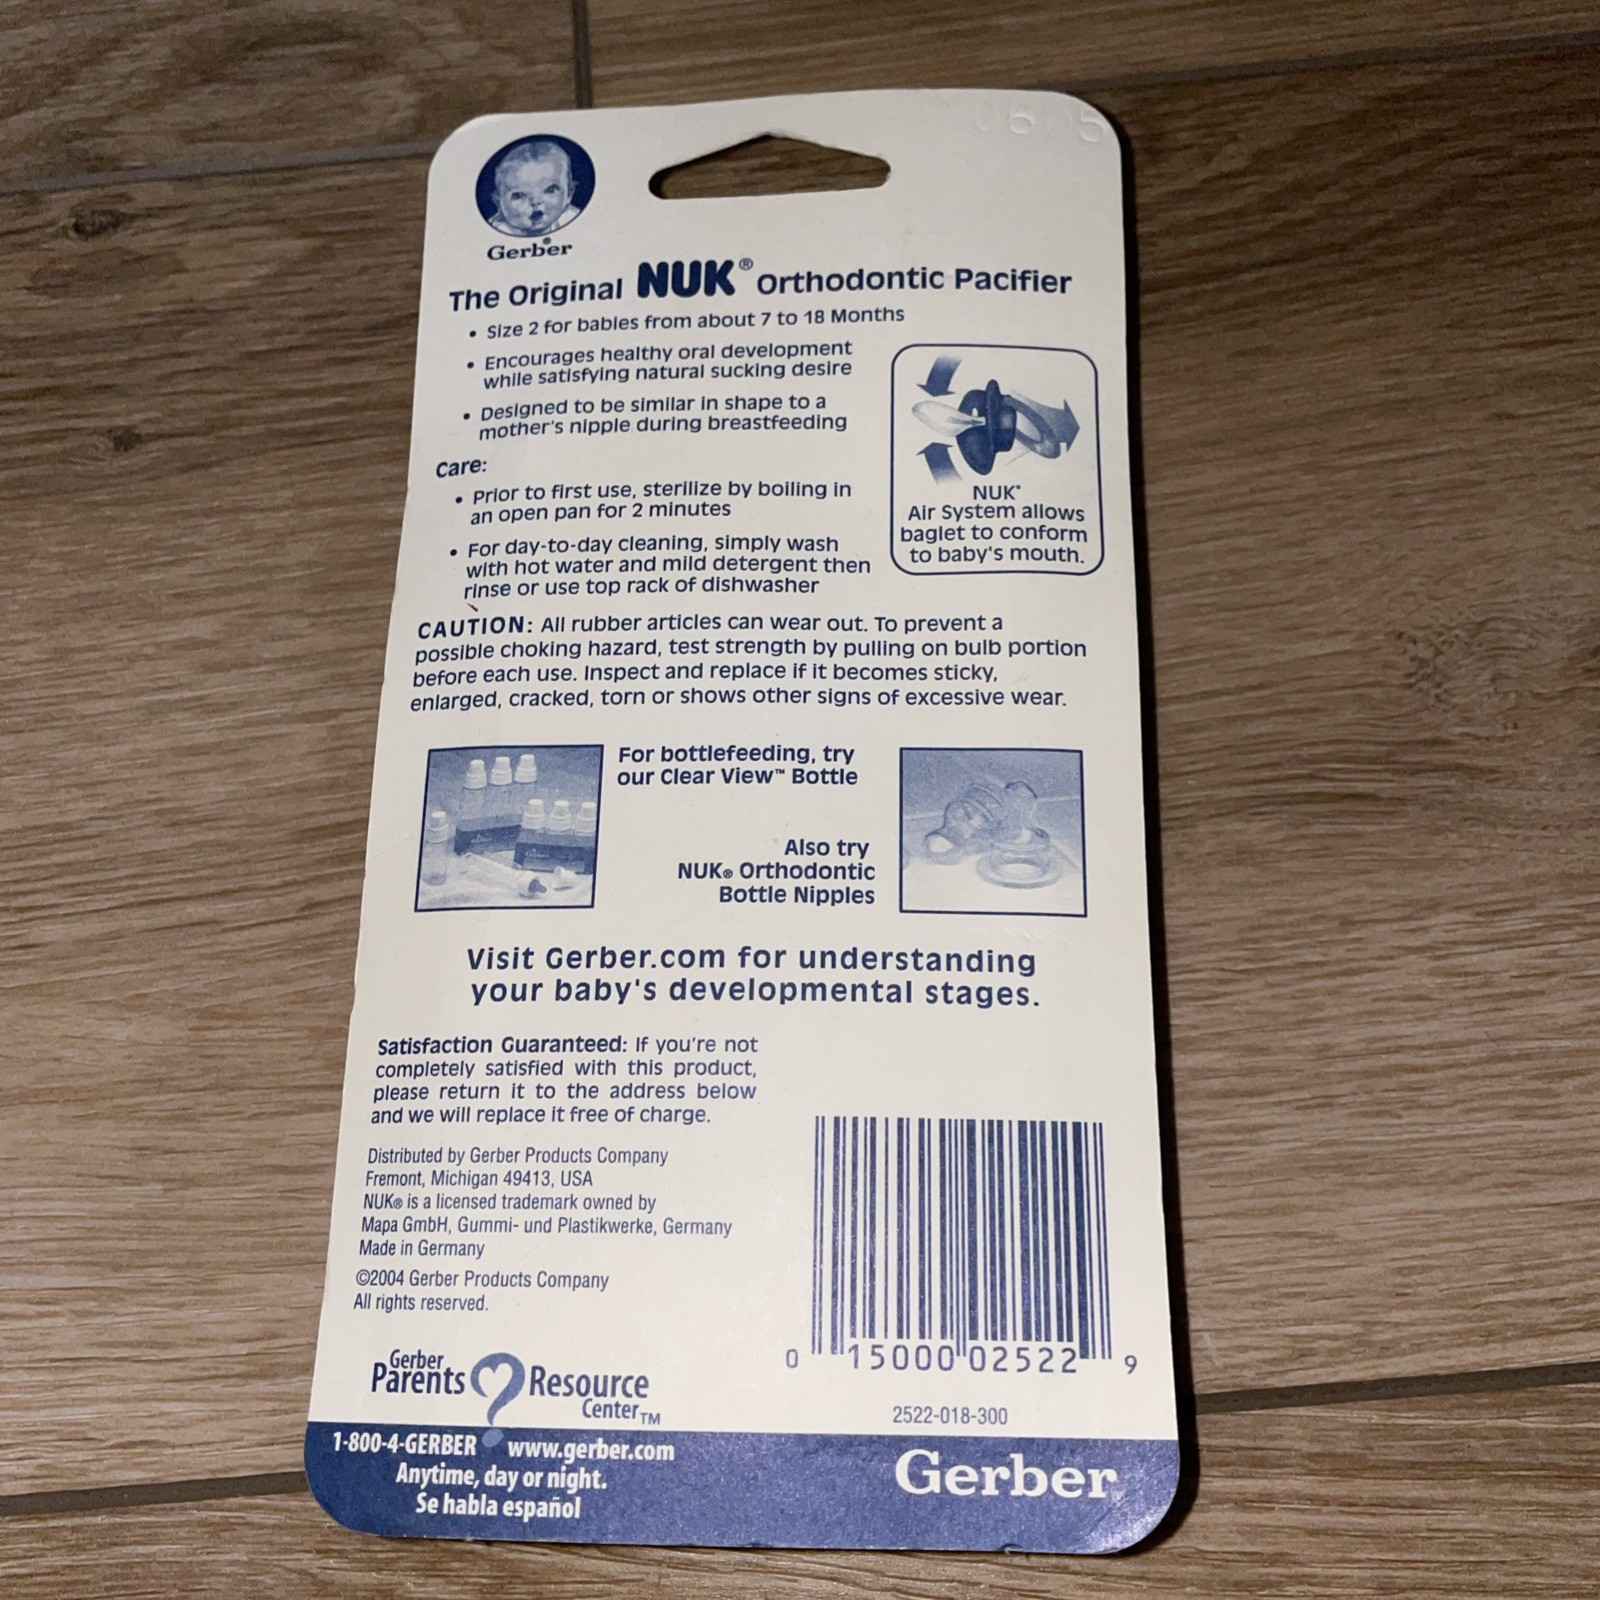 0605
Gerber®
The Original NUK® Orthodontic Pacifier
• Size 2 for babies from about 7 to 18 Months
• Encourages healthy oral development
while satisfying natural sucking desire
• Designed to be similar in shape to a
mother's nipple during breastfeeding
Care:
• Prior to first use, sterilize by boiling in
an open pan for 2 minutes
• For day-to-day cleaning, simply wash
with hot water and mild detergent then
rinse or use top rack of dishwasher
NUK®
Air System allows
baglet to conform
to baby's mouth.
CAUTION: All rubber articles can wear out. To prevent a
possible choking hazard, test strength by pulling on bulb portion
before each use. Inspect and replace if it becomes sticky,
enlarged, cracked, torn or shows other signs of excessive wear.
For bottlefeeding, try
our Clear View™ Bottle
Also try
NUK® Orthodontic
Bottle Nipples
Visit Gerber.com for understanding
your baby's developmental stages.
Satisfaction Guaranteed: If you're not
completely satisfied with this product,
please return it to the address below
and we will replace it free of charge.
Distributed by Gerber Products Company
Fremont, Michigan 49413, USA
NUK® is a licensed trademark owned by
Mapa GmbH, Gummi- und Plastikwerke, Germany
Made in Germany
©2004 Gerber Products Company
All rights reserved.
0 15000 02522 9
2522-018-300
Gerber
Parents Resource
Center™
1-800-4-GERBER www.gerber.com
Anytime, day or night.
Se habla español
Gerber®